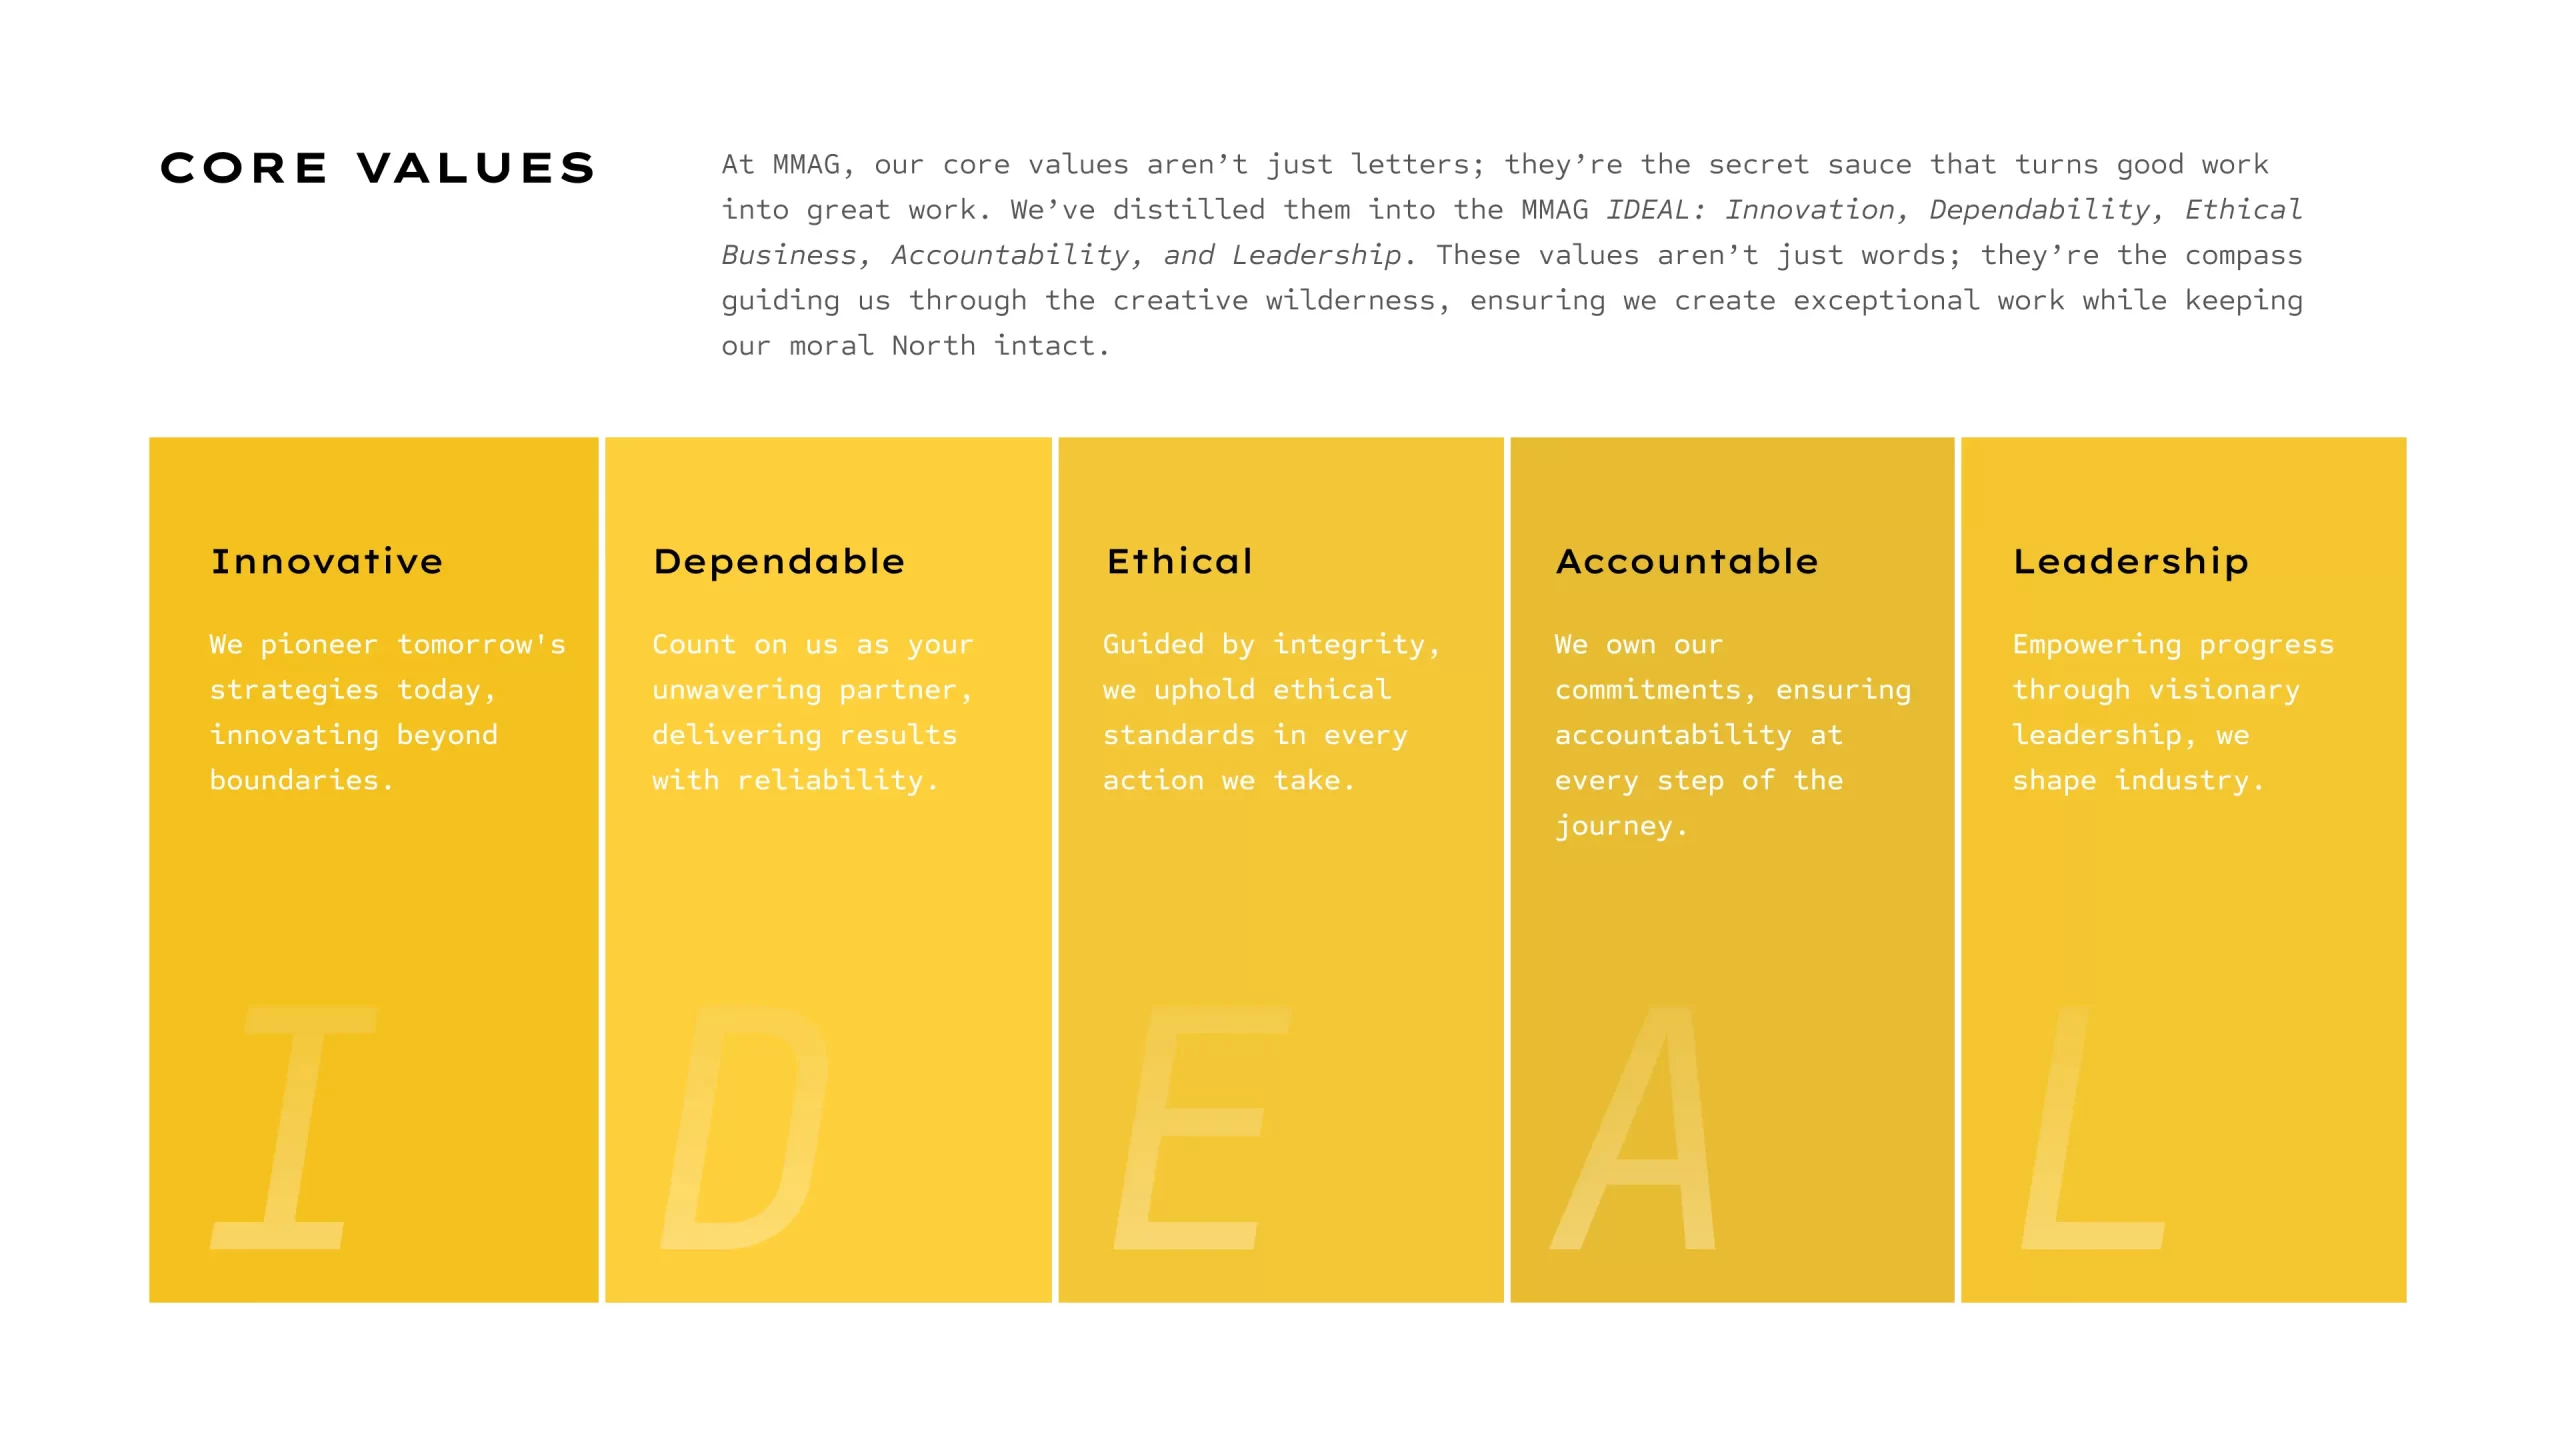 CORE VALUES
At MMAG, our core values aren’t just letters; they’re the secret sauce that turns good work
into great work. We’ve distilled them into the MMAG IDEAL: Innovation, Dependability, Ethical
Business, Accountability, and Leadership. These values aren’t just words; they’re the compass
guiding us through the creative wilderness, ensuring we create exceptional work while keeping
our moral North intact.
Innovative
We pioneer tomorrow's
strategies today,
innovating beyond
boundaries.
I
Dependable
Count on us as your
unwavering partner,
delivering results
with reliability.
D
Ethical
Guided by integrity,
we uphold ethical
standards in every
action we take.
E
Accountable
We own our
commitments, ensuring
accountability at
every step of the
journey.
A
Leadership
Empowering progress
through visionary
leadership, we
shape industry.
L